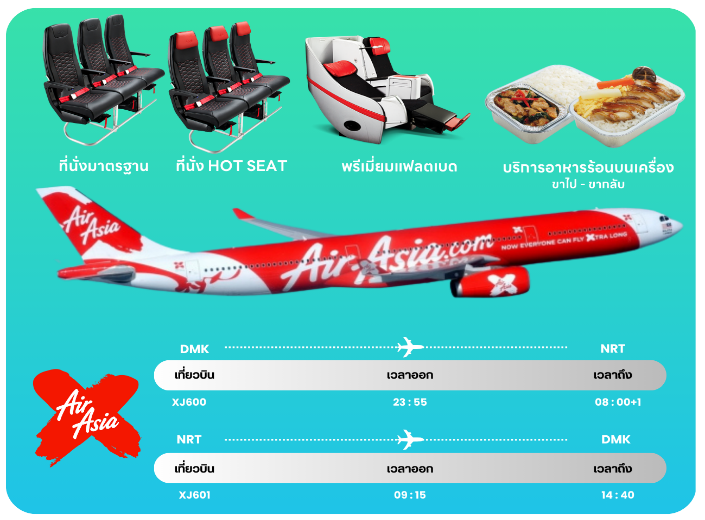 ที่นั่งมาตรฐาน
ที่นั่ง HOT SEAT
พรีเมี่ยมแฟลตเบด
บริการอาหารร้อนบนเครื่อง
ขาไป - ขากลับ
Air Asia
AirAsia.com
NOW EVERYONE CAN FLY XTRA LONG
DMK NRT
เที่ยวบิน เวลาออก เวลาถึง
XJ600 23 : 55 08 : 00+1
Air Asia
NRT DMK
เที่ยวบิน เวลาออก เวลาถึง
XJ601 09 : 15 14 : 40